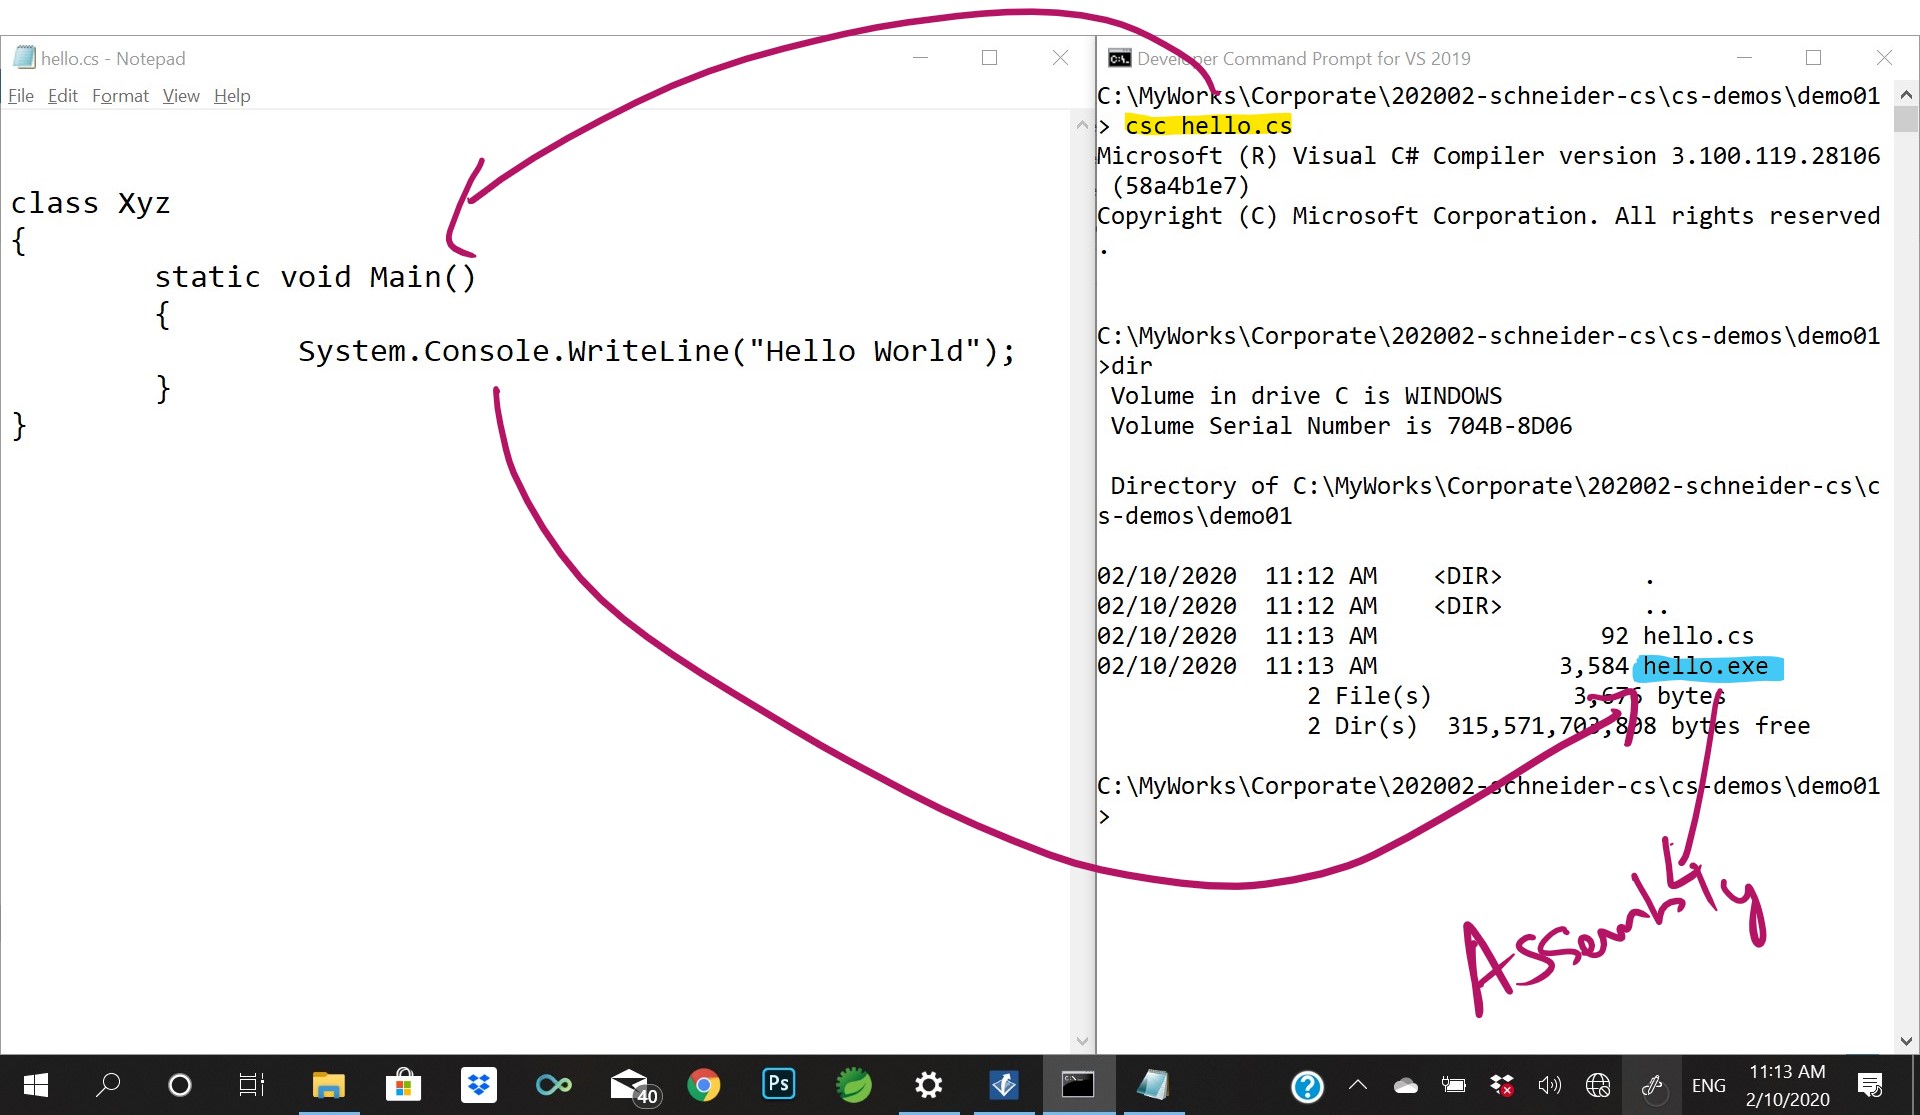 hello.cs - Notepad
File Edit Format View Help
class Xyz
{
static void Main()
{
System.Console.WriteLine("Hello World");
}
}
Developer Command Prompt for VS 2019
C:\MyWorks\Corporate\202002-schneider-cs\cs-demos\demo01
> csc hello.cs
Microsoft (R) Visual C# Compiler version 3.100.119.28106
(58a4b1e7)
Copyright (C) Microsoft Corporation. All rights reserved
.
C:\MyWorks\Corporate\202002-schneider-cs\cs-demos\demo01
>dir
Volume in drive C is WINDOWS
Volume Serial Number is 704B-8D06
Directory of C:\MyWorks\Corporate\202002-schneider-cs\c
s-demos\demo01
02/10/2020 11:12 AM <DIR> .
02/10/2020 11:12 AM <DIR> ..
02/10/2020 11:13 AM 92 hello.cs
02/10/2020 11:13 AM 3,584 hello.exe
2 File(s) 3,676 bytes
2 Dir(s) 315,571,703,808 bytes free
C:\MyWorks\Corporate\202002-schneider-cs\cs-demos\demo01
>
Assembly
40
Ps
ENG
11:13 AM
2/10/2020